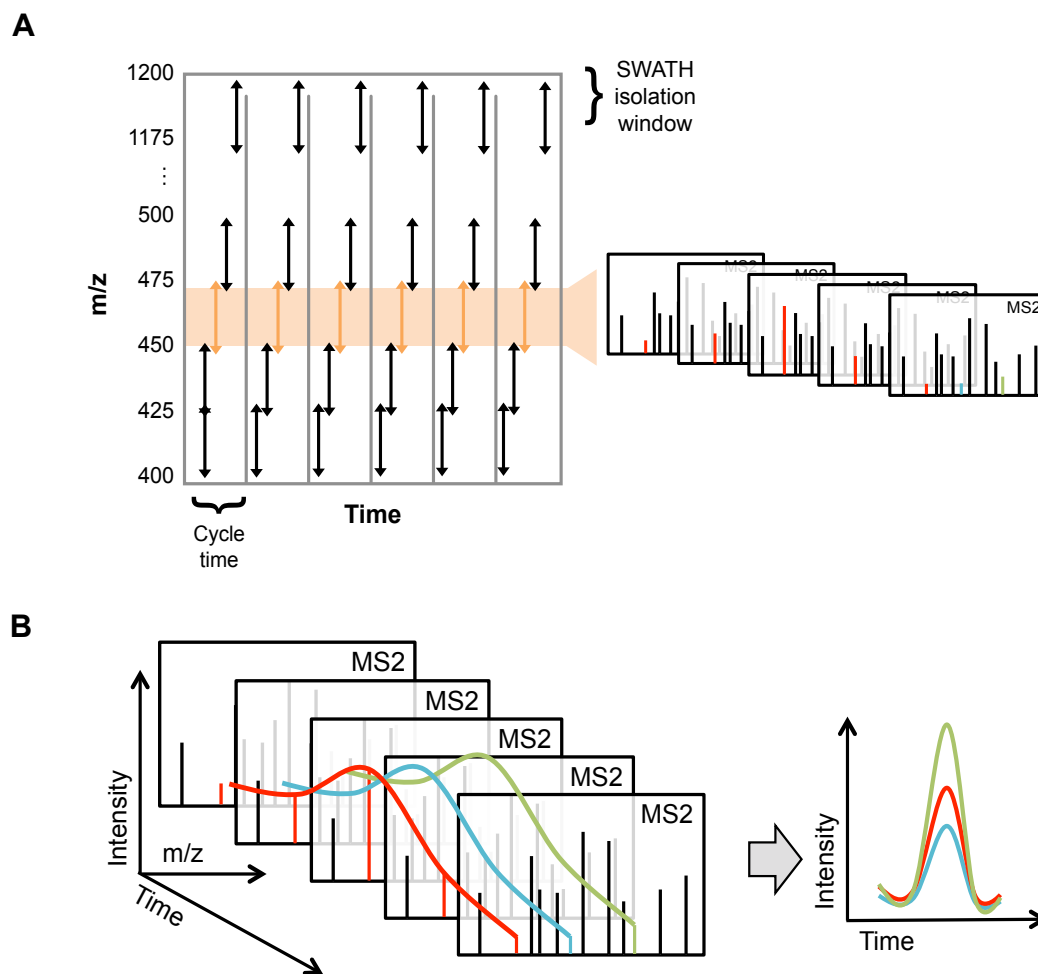 A
1200
1175
...
500
475
450
425
400
m/z
SWATH
isolation
window
Cycle
time
Time
MS2
MS2
MS2
MS2
MS2
B
MS2
MS2
MS2
MS2
MS2
Intensity
m/z
Time
Intensity
Time